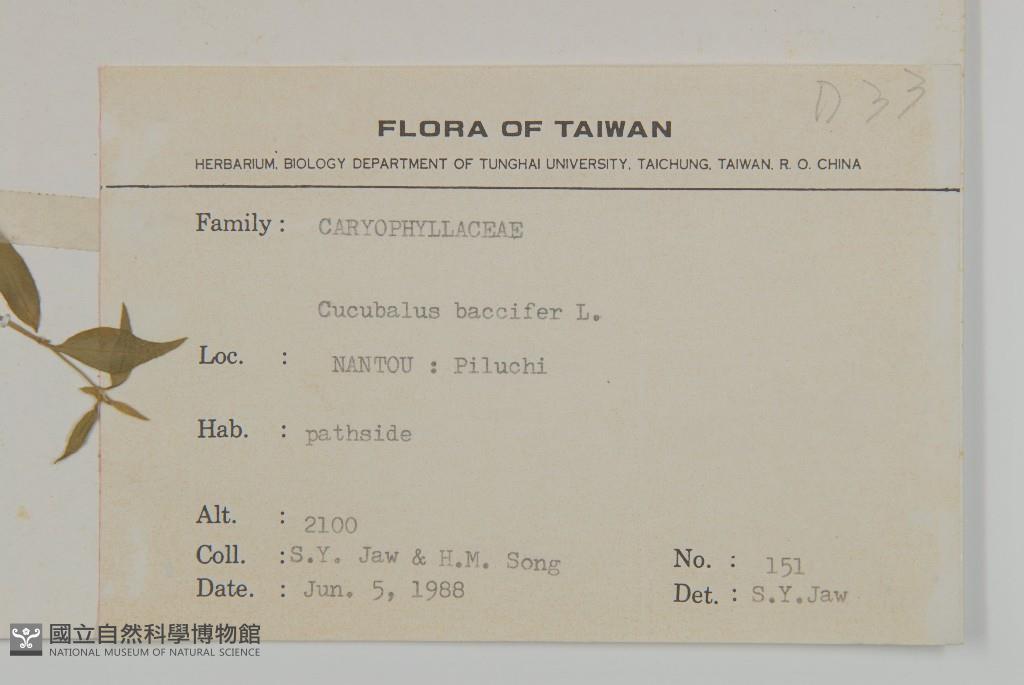 D 33
FLORA OF TAIWAN
HERBARIUM, BIOLOGY DEPARTMENT OF TUNGHAI UNIVERSITY, TAICHUNG, TAIWAN, R. O. CHINA
Family : CARYOPHYLLACEAE
Cucubalus baccifer L.
Loc. : NANTOU : Piluchi
Hab. : pathside
Alt. : 2100
Coll. : S.Y. Jaw & H.M. Song No. : 151
Date. : Jun. 5, 1988 Det. : S.Y.Jaw
國立自然科學博物館
NATIONAL MUSEUM OF NATURAL SCIENCE